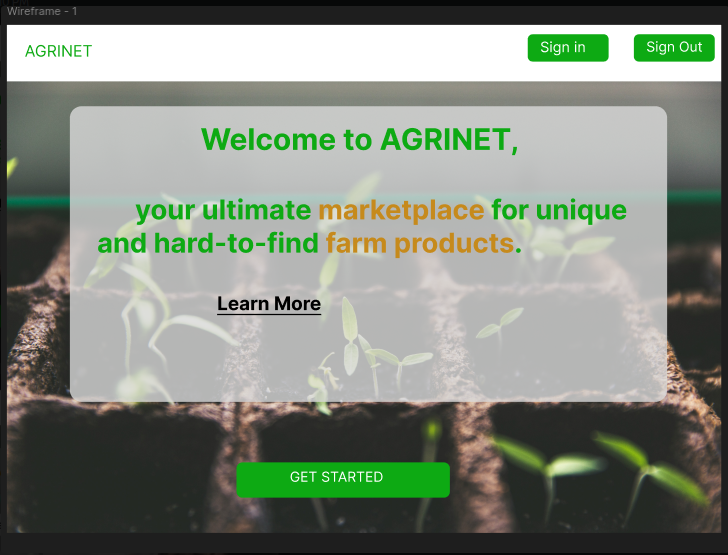 Wireframe - 1
AGRINET
Sign in
Sign Out
Welcome to AGRINET,
your ultimate marketplace for unique
and hard-to-find farm products.
Learn More
GET STARTED